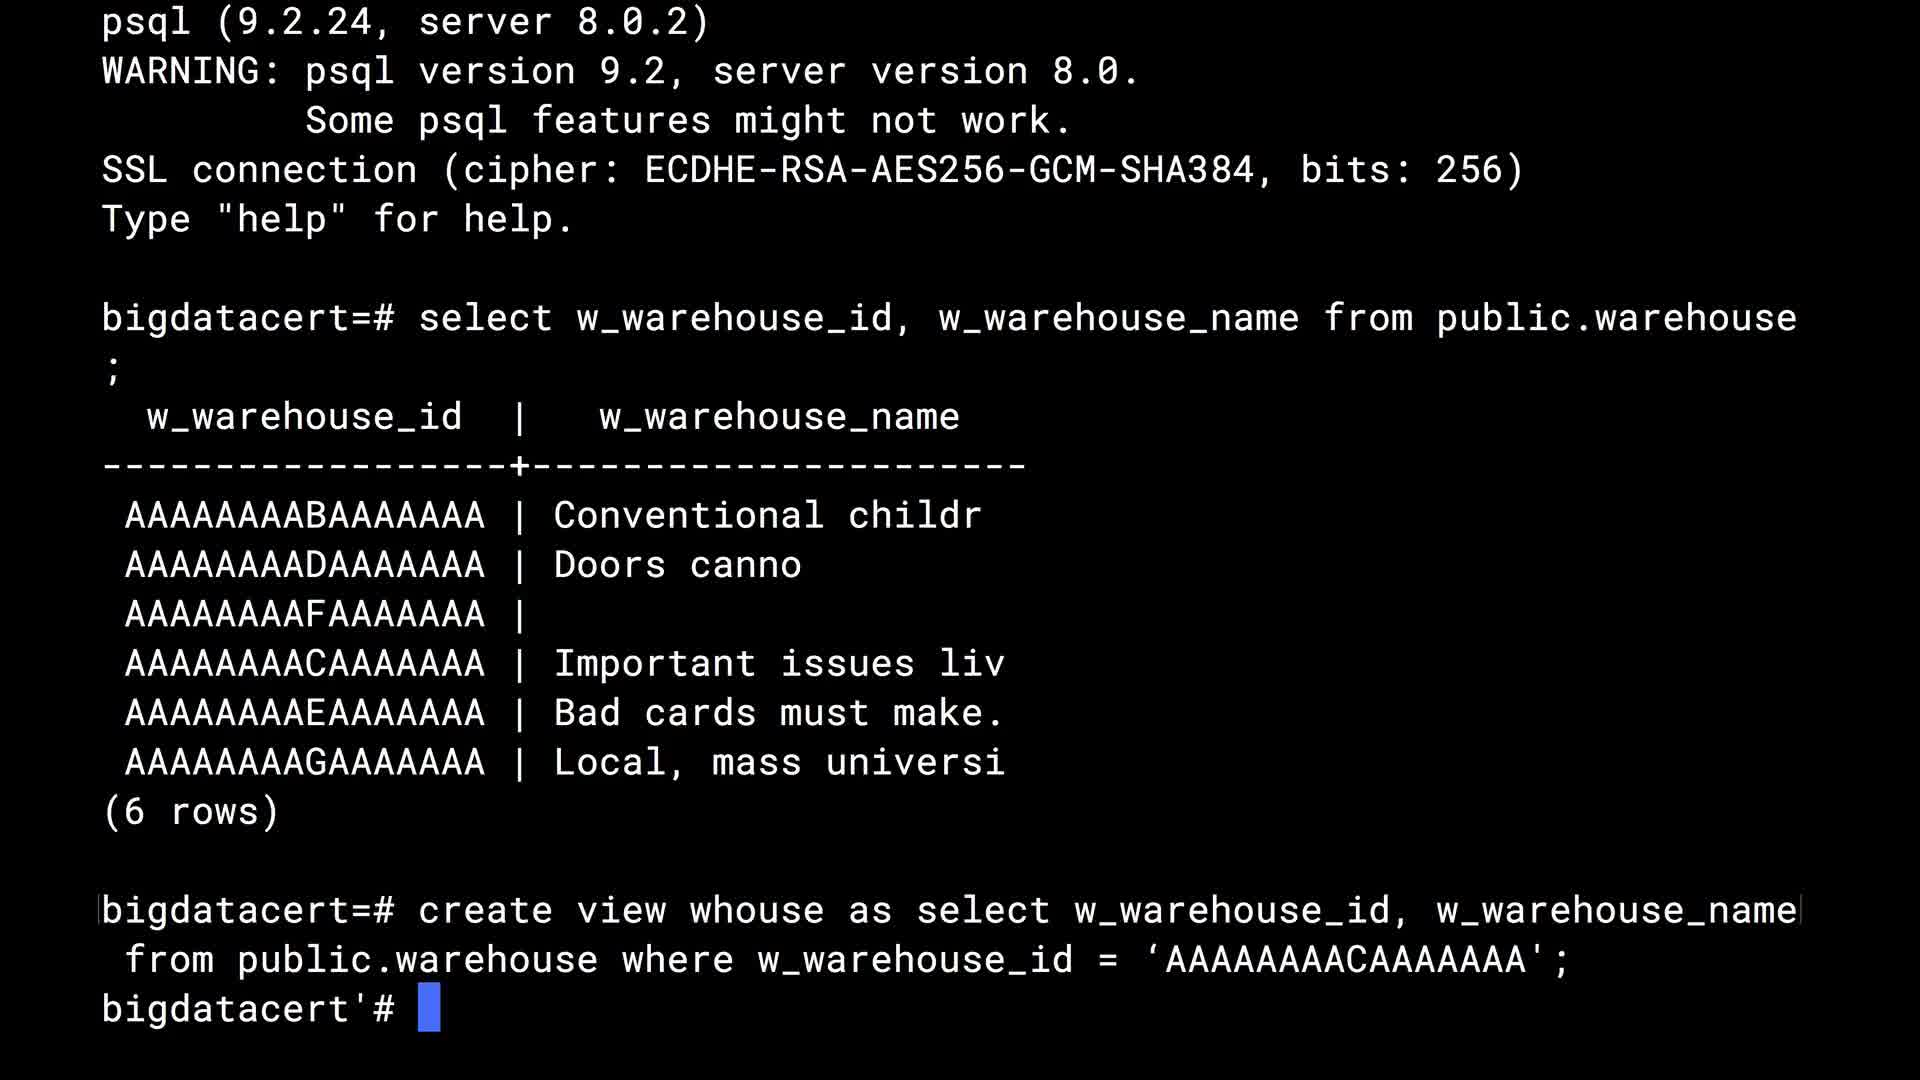 psql (9.2.24, server 8.0.2)
WARNING: psql version 9.2, server version 8.0.
         Some psql features might not work.
SSL connection (cipher: ECDHE-RSA-AES256-GCM-SHA384, bits: 256)
Type "help" for help.

bigdatacert=# select w_warehouse_id, w_warehouse_name from public.warehouse
;
  w_warehouse_id  |   w_warehouse_name
------------------+----------------------
 AAAAAAAABAAAAAAA | Conventional childr
 AAAAAAAADAAAAAAA | Doors canno
 AAAAAAAAFAAAAAAA |
 AAAAAAAACAAAAAAA | Important issues liv
 AAAAAAAAEAAAAAAA | Bad cards must make.
 AAAAAAAAGAAAAAAA | Local, mass universi
(6 rows)

bigdatacert=# create view whouse as select w_warehouse_id, w_warehouse_name
 from public.warehouse where w_warehouse_id = ‘AAAAAAAACAAAAAAA';
bigdatacert'#